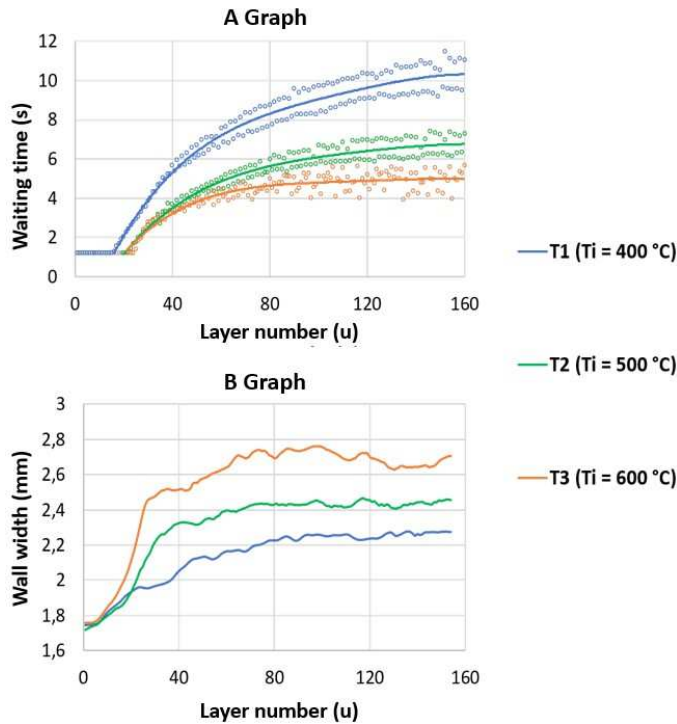 A Graph
12
10
8
6
4
2
0
Waiting time (s)
0 40 80 120 160
Layer number (u)
T1 (Ti = 400 °C)
T2 (Ti = 500 °C)
T3 (Ti = 600 °C)
B Graph
3
2,8
2,6
2,4
2,2
2
1,8
1,6
Wall width (mm)
0 40 80 120 160
Layer number (u)